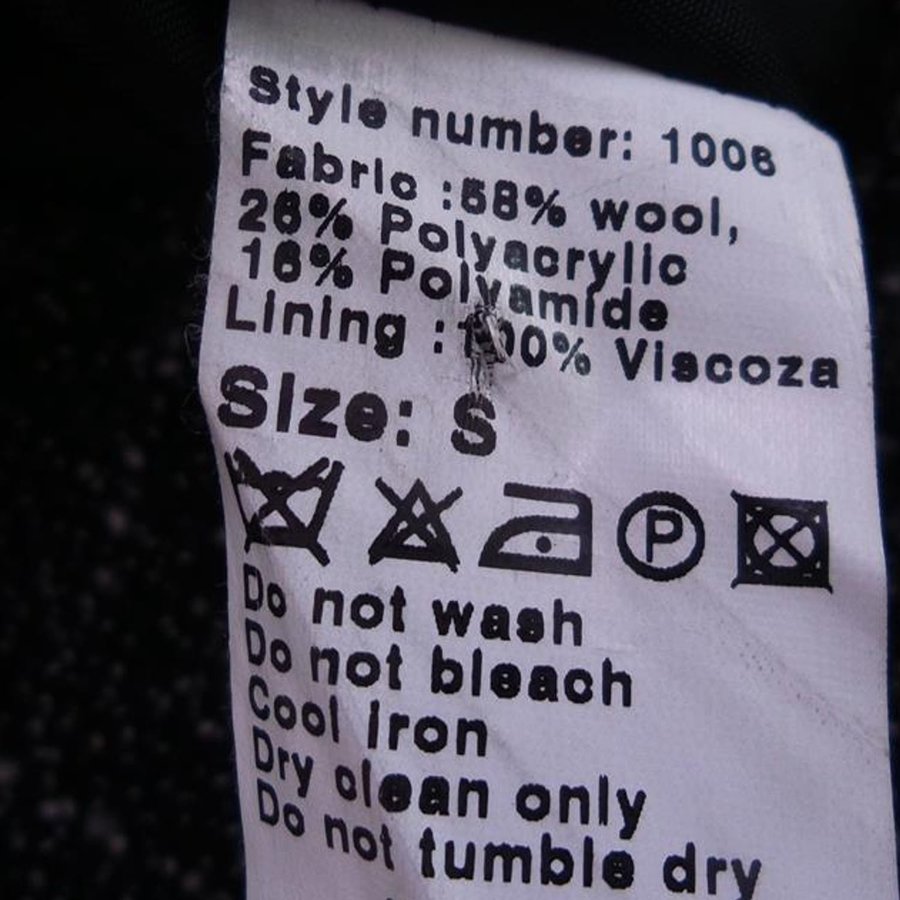 Style number: 1006
Fabric :58% wool,
26% Polyacrylic
16% Polyamide
Lining :100% Viscoza
Size: S
P
Do not wash
Do not bleach
Cool Iron
Dry clean only
Do not tumble dry